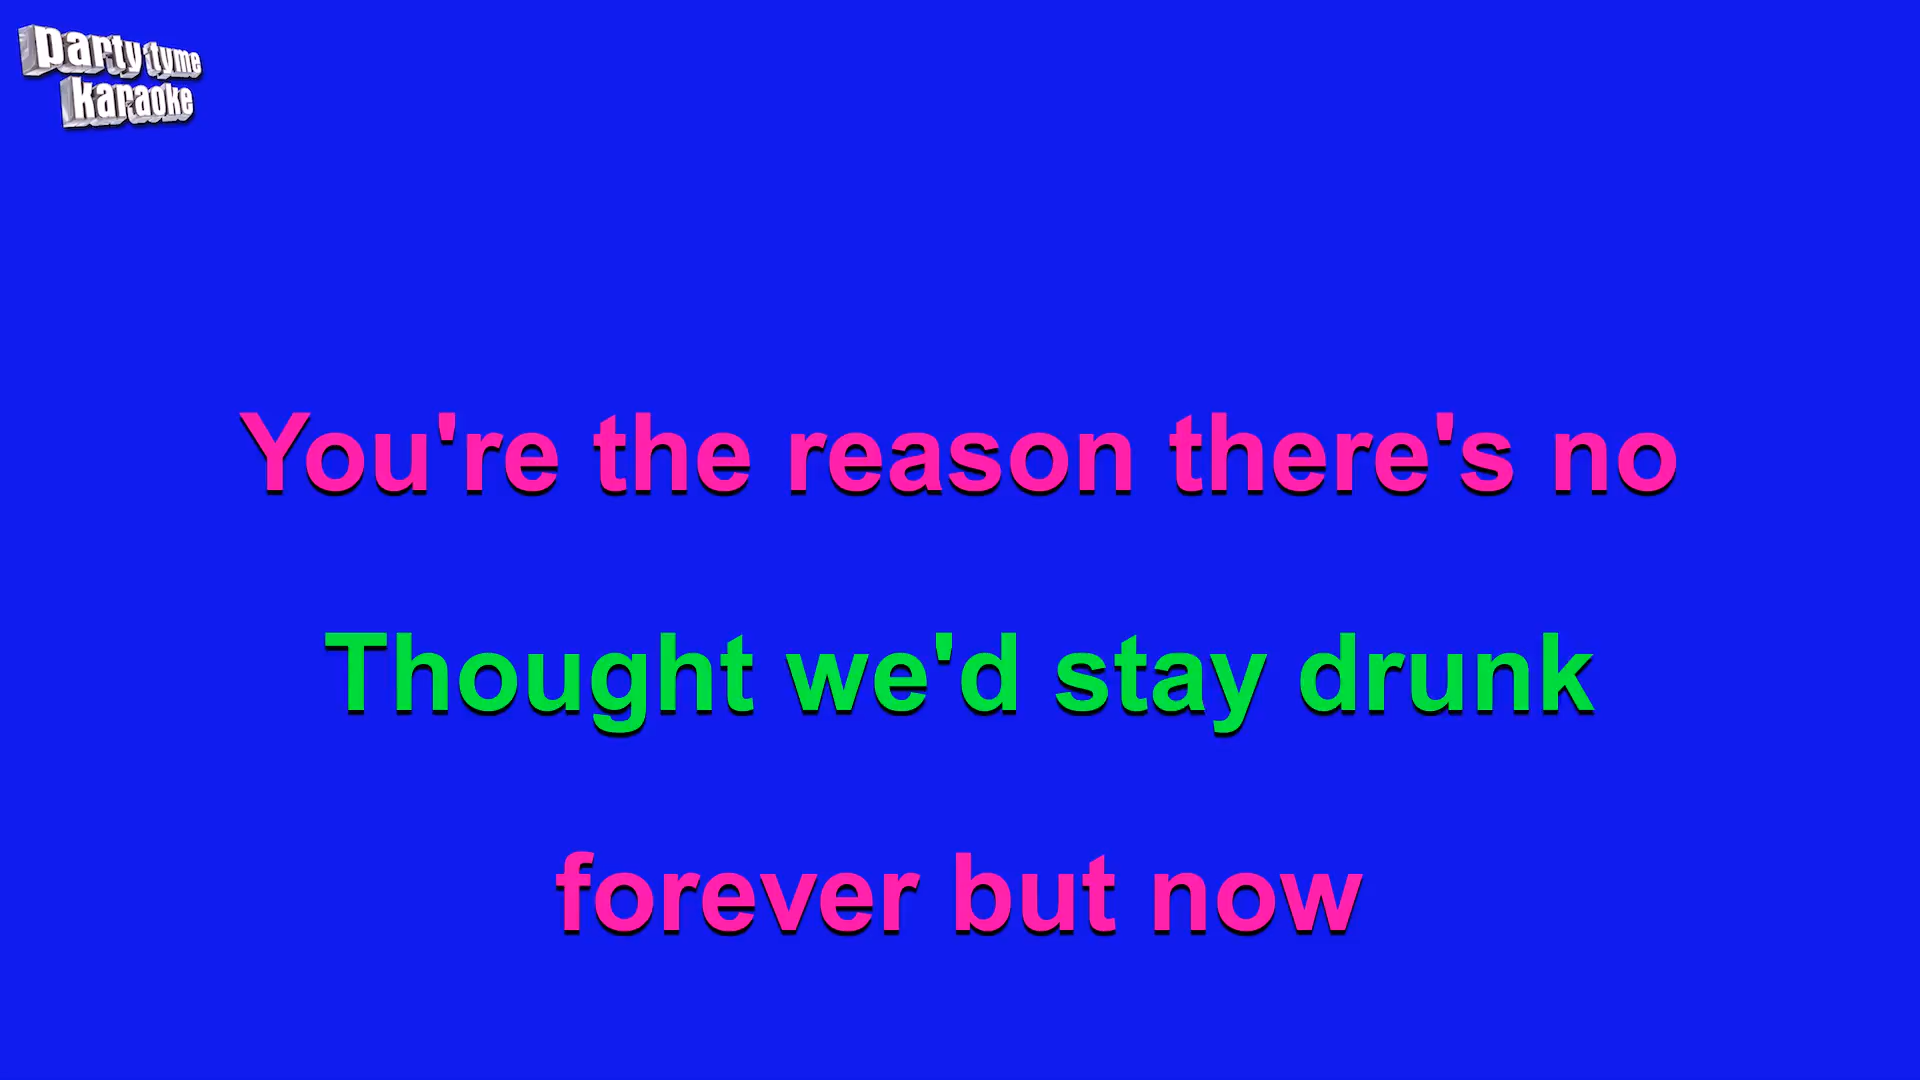 party tyme
karaoke
You're the reason there's no
Thought we'd stay drunk
forever but now